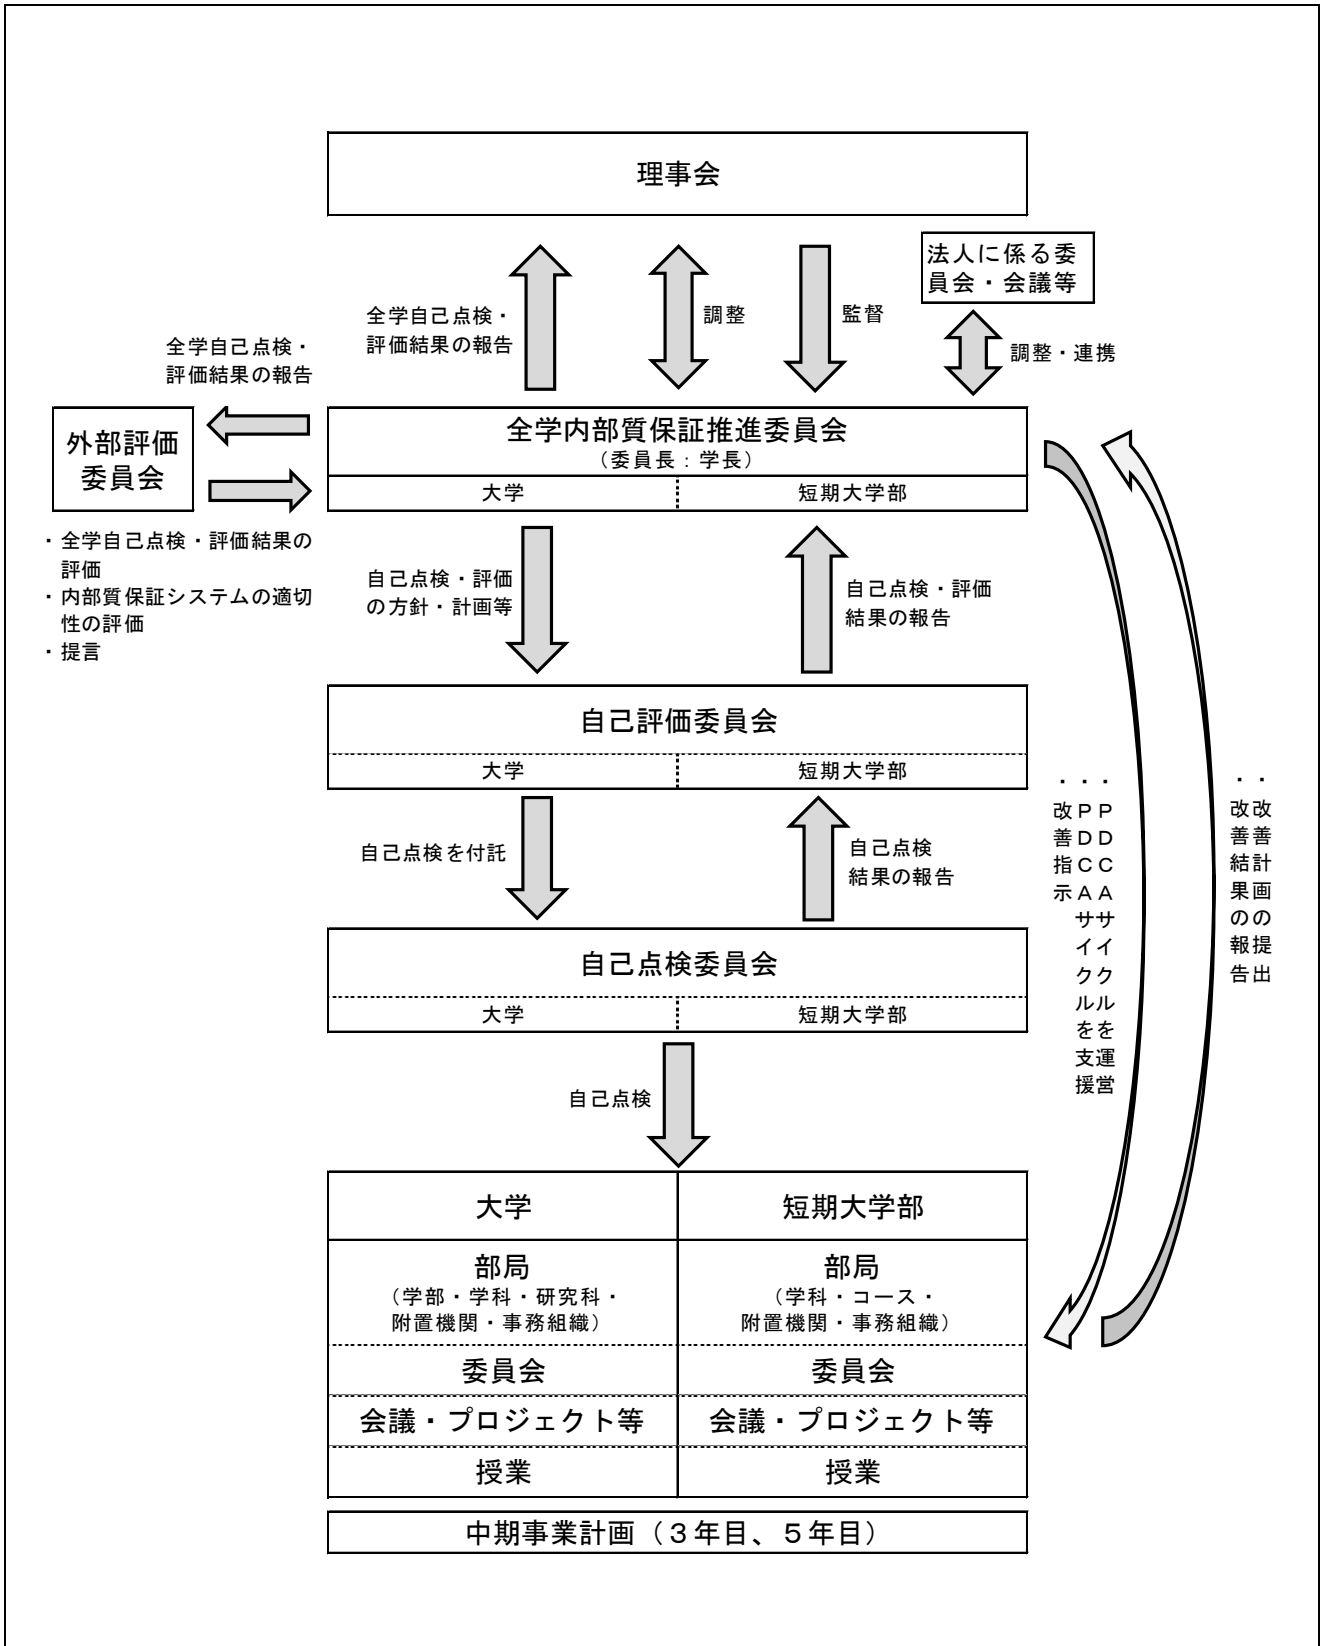 理事会
法人に係る委
員会・会議等
全学自己点検・
評価結果の報告
調整
監督
調整・連携
全学自己点検・
評価結果の報告
外部評価
委員会
全学内部質保証推進委員会
（委員長：学長）
大学
短期大学部
・全学自己点検・評価結果の
評価
・内部質保証システムの適切
性の評価
・提言
自己点検・評価
の方針・計画等
自己点検・評価
結果の報告
自己評価委員会
大学
短期大学部
自己点検を付託
自己点検
結果の報告
・ＰＤＣＡサイクルを運営
・ＰＤＣＡサイクルを支援
・改善指示
・改善計画の提出
・改善結果の報告
自己点検委員会
大学
短期大学部
自己点検
大学
短期大学部
部局
（学部・学科・研究科・
附置機関・事務組織）
部局
（学科・コース・
附置機関・事務組織）
委員会
委員会
会議・プロジェクト等
会議・プロジェクト等
授業
授業
中期事業計画（３年目、５年目）